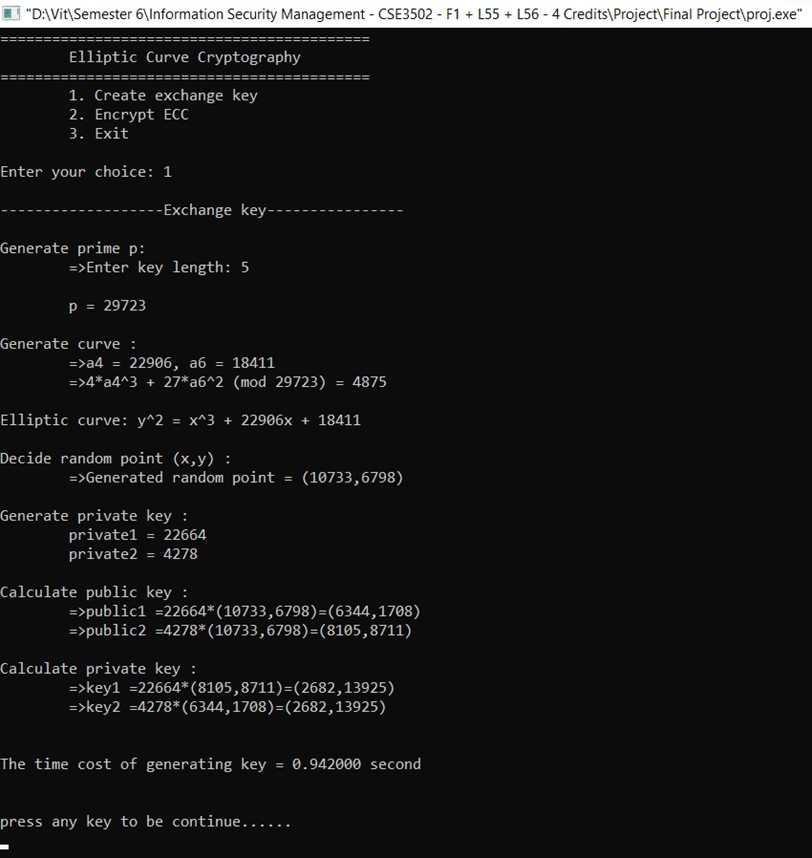 "D:\Vit\Semester 6\Information Security Management - CSE3502 - F1 + L55 + L56 - 4 Credits\Project\Final Project\proj.exe"
===========================================
Elliptic Curve Cryptography
===========================================
1. Create exchange key
2. Encrypt ECC
3. Exit
Enter your choice: 1
-------------------Exchange key----------------
Generate prime p:
=>Enter key length: 5
p = 29723
Generate curve :
=>a4 = 22906, a6 = 18411
=>4*a4^3 + 27*a6^2 (mod 29723) = 4875
Elliptic curve: y^2 = x^3 + 22906x + 18411
Decide random point (x,y) :
=>Generated random point = (10733,6798)
Generate private key :
private1 = 22664
private2 = 4278
Calculate public key :
=>public1 =22664*(10733,6798)=(6344,1708)
=>public2 =4278*(10733,6798)=(8105,8711)
Calculate private key :
=>key1 =22664*(8105,8711)=(2682,13925)
=>key2 =4278*(6344,1708)=(2682,13925)
The time cost of generating key = 0.942000 second
press any key to be continue......